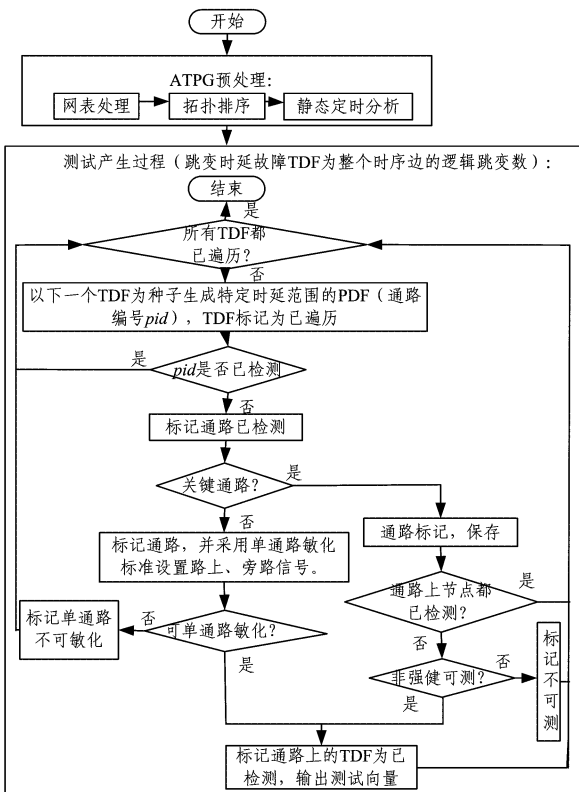 开始
ATPG预处理：
网表处理
拓扑排序
静态定时分析
测试产生过程（跳变时延故障TDF为整个时序边的逻辑跳变数）：
结束
是
所有TDF都
已遍历？
否
以下一个TDF为种子生成特定时延范围的PDF（通路
编号pid），TDF标记为已遍历
是
pid是否已检测
否
标记通路已检测
关键通路？
是
否
标记通路，并采用单通路敏化
标准设置路上、旁路信号。
通路标记，保存
通路上节点都
已检测？
是
否
标记单通路
不可敏化
否
可单通路敏化？
是
非强健可测？
否
是
标记不可测
标记通路上的TDF为已
检测，输出测试向量